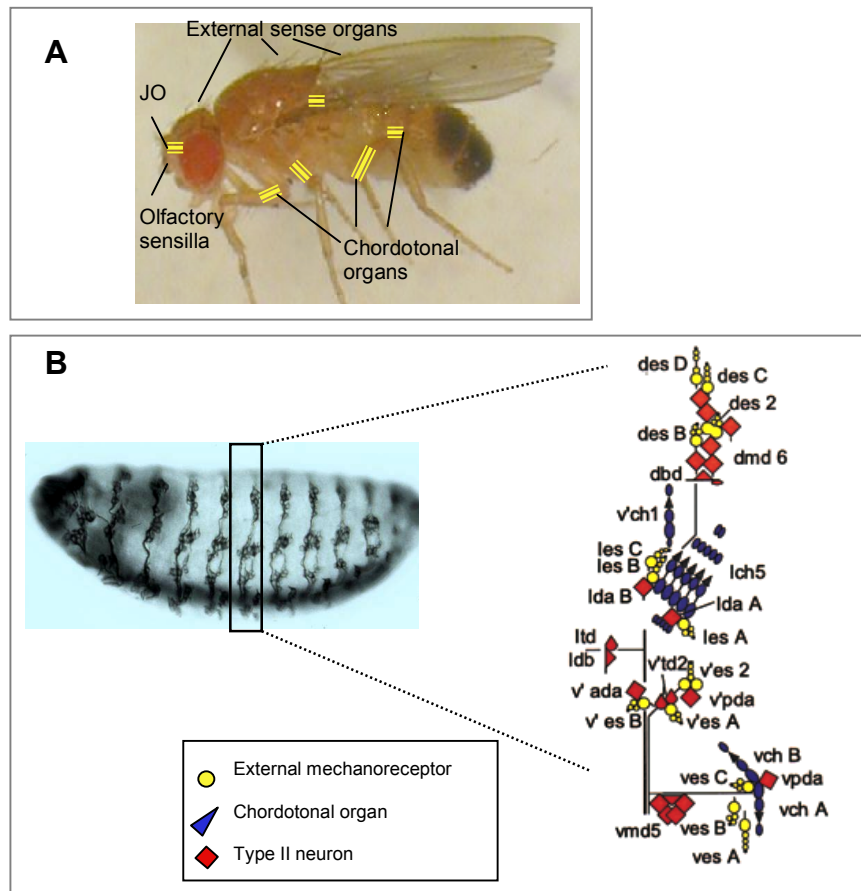 A
External sense organs
JO
Olfactory
sensilla
Chordotonal
organs
B
des D
des C
des 2
des B
dmd 6
dbd
v'ch1
les C
les B
lch5
lda B
lda A
les A
ltd
ldb
v'td2
v'es 2
v' ada
v'pda
v' es B
v'es A
vch B
ves C
vpda
vch A
vmd5
ves B
ves A
External mechanoreceptor
Chordotonal organ
Type II neuron